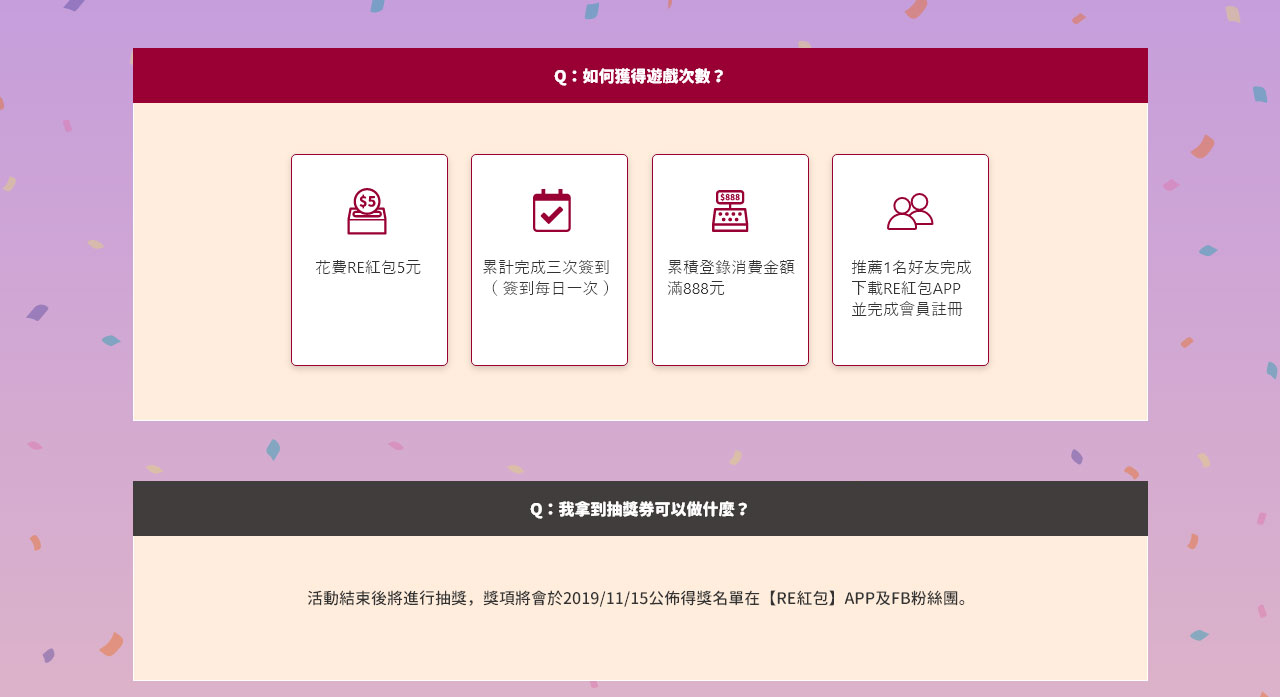 Q：如何獲得遊戲次數？
$5
花費RE紅包5元
累計完成三次簽到
（ 簽到每日一次 ）
$888
累積登錄消費金額
滿888元
推薦1名好友完成
下載RE紅包APP
並完成會員註冊
Q：我拿到抽獎券可以做什麼？
活動結束後將進行抽獎，獎項將會於2019/11/15公佈得獎名單在【RE紅包】APP及FB粉絲團。